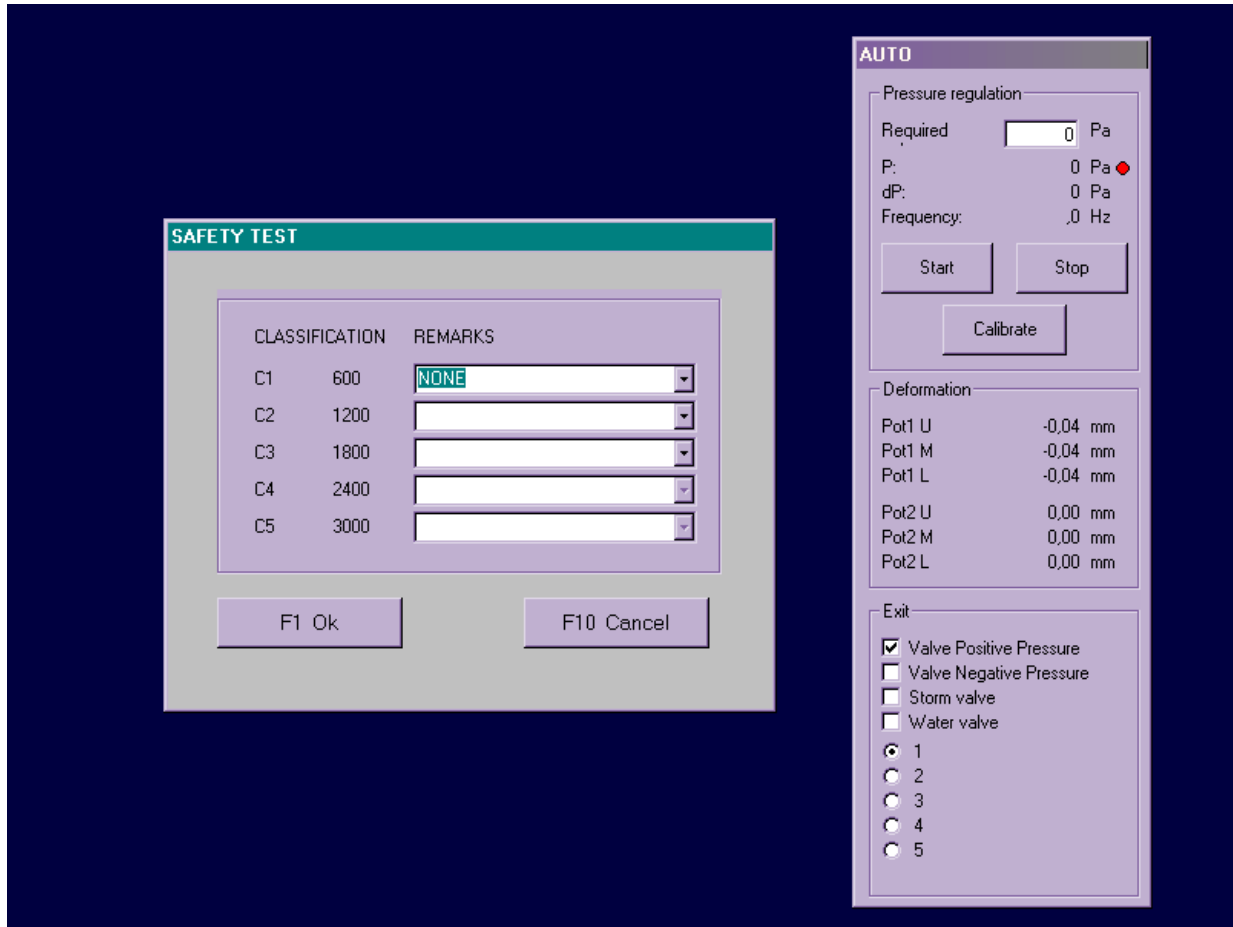 SAFETY TEST
CLASSIFICATION REMARKS
C1 600 NONE
C2 1200
C3 1800
C4 2400
C5 3000
F1 Ok F10 Cancel
AUTO
Pressure regulation
Required 0 Pa
P: 0 Pa
dP: 0 Pa
Frequency: ,0 Hz
Start Stop
Calibrate
Deformation
Pot1 U -0,04 mm
Pot1 M -0,04 mm
Pot1 L -0,04 mm
Pot2 U 0,00 mm
Pot2 M 0,00 mm
Pot2 L 0,00 mm
Exit
Valve Positive Pressure
Valve Negative Pressure
Storm valve
Water valve
1
2
3
4
5